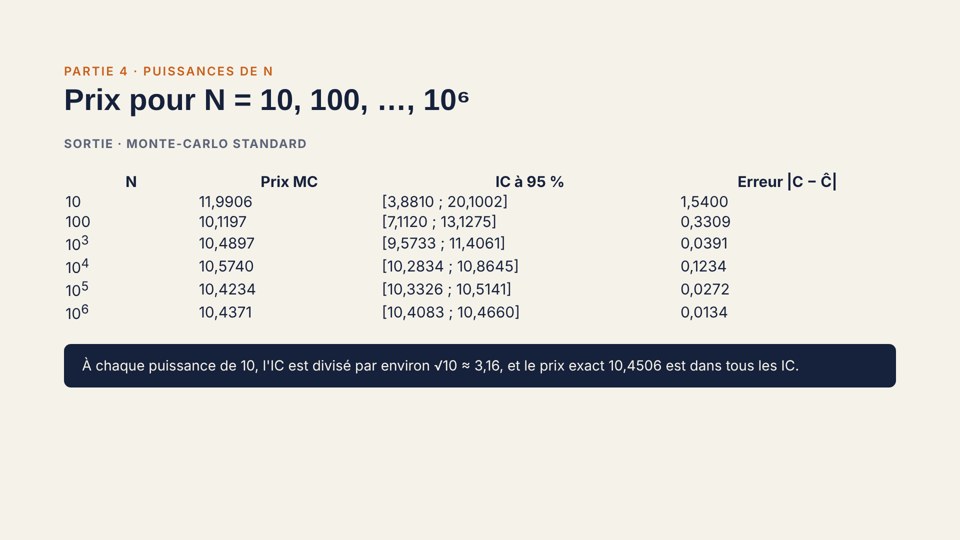 PARTIE 4 · PUISSANCES DE N
Prix pour N = 10, 100, …, 10⁶
SORTIE · MONTE-CARLO STANDARD
N Prix MC IC à 95 % Erreur |C − Ĉ|
10 11,9906 [3,8810 ; 20,1002] 1,5400
100 10,1197 [7,1120 ; 13,1275] 0,3309
10³ 10,4897 [9,5733 ; 11,4061] 0,0391
10⁴ 10,5740 [10,2834 ; 10,8645] 0,1234
10⁵ 10,4234 [10,3326 ; 10,5141] 0,0272
10⁶ 10,4371 [10,4083 ; 10,4660] 0,0134
À chaque puissance de 10, l'IC est divisé par environ √10 ≈ 3,16, et le prix exact 10,4506 est dans tous les IC.